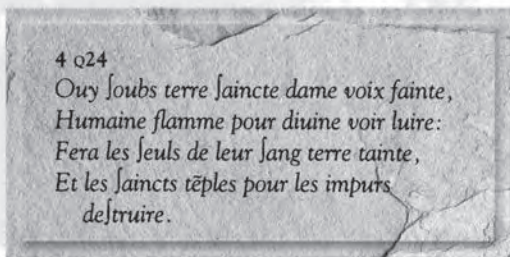 4 Q24
Ouy ſoubs terre ſaincte dame voix fainte,
Humaine flamme pour diuine voir luire:
Fera les ſeuls de leur ſang terre tainte,
Et les ſaincts tẽples pour les impurs
deſtruire.